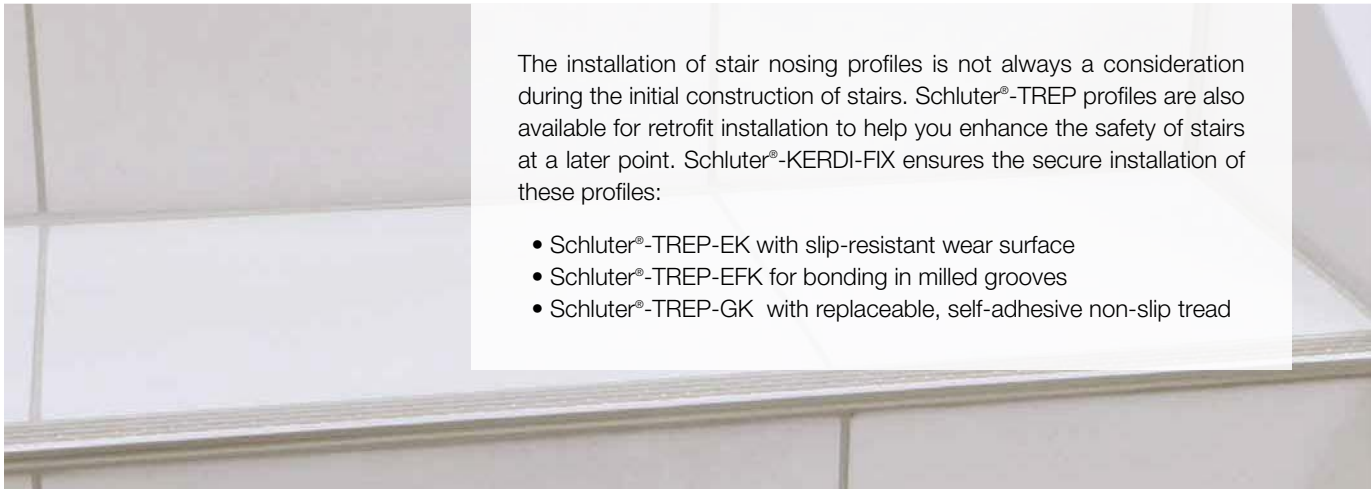 The installation of stair nosing profiles is not always a consideration
during the initial construction of stairs. Schluter®-TREP profiles are also
available for retrofit installation to help you enhance the safety of stairs
at a later point. Schluter®-KERDI-FIX ensures the secure installation of
these profiles:
• Schluter®-TREP-EK with slip-resistant wear surface
• Schluter®-TREP-EFK for bonding in milled grooves
• Schluter®-TREP-GK  with replaceable, self-adhesive non-slip tread